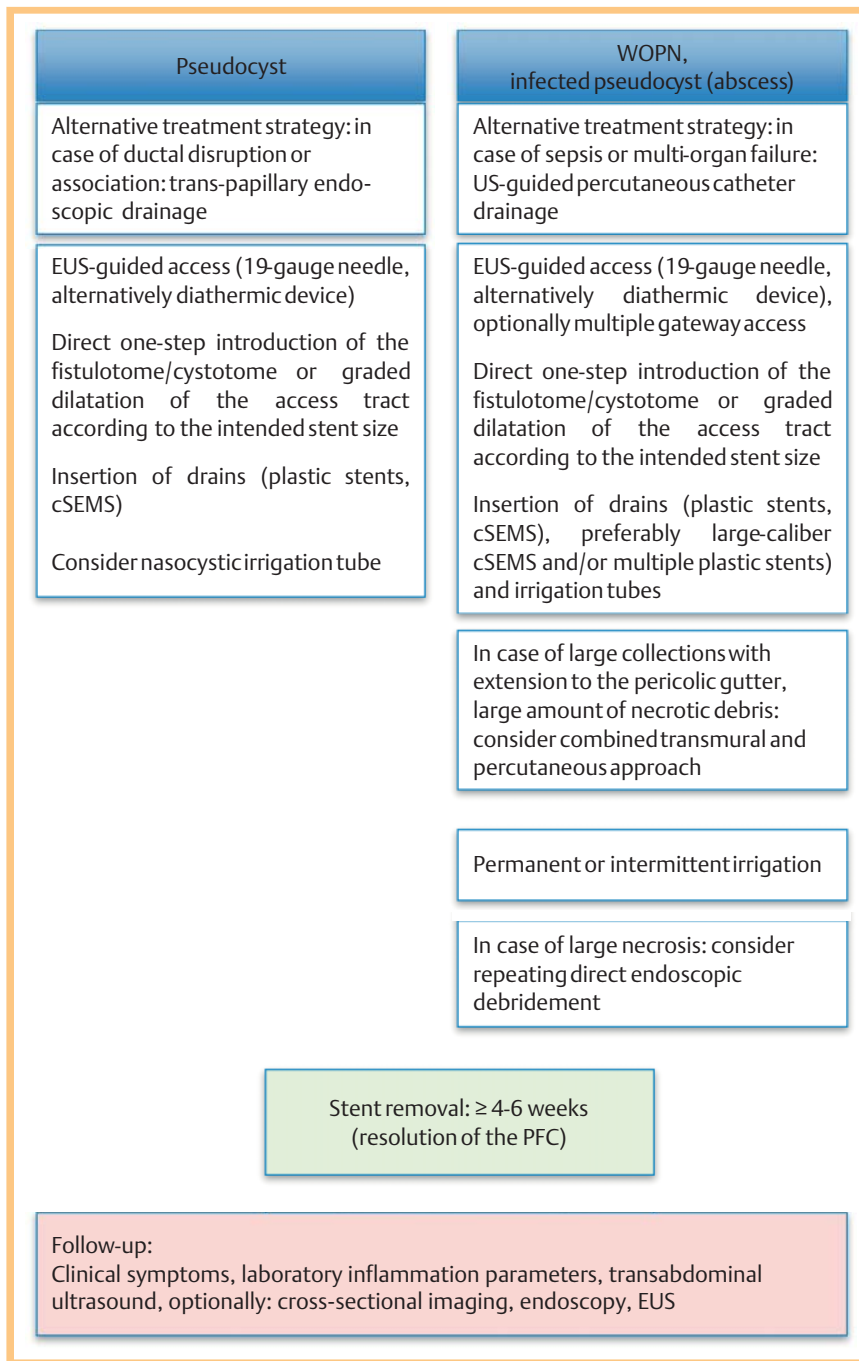 Pseudocyst
Alternative treatment strategy: in
case of ductal disruption or
association: trans-papillary endo-
scopic drainage
EUS-guided access (19-gauge needle,
alternatively diathermic device)
Direct one-step introduction of the
fistulotome/cystotome or graded
dilatation of the access tract
according to the intended stent size
Insertion of drains (plastic stents,
cSEMS)
Consider nasocystic irrigation tube
WOPN,
infected pseudocyst (abscess)
Alternative treatment strategy: in
case of sepsis or multi-organ failure:
US-guided percutaneous catheter
drainage
EUS-guided access (19-gauge needle,
alternatively diathermic device),
optionally multiple gateway access
Direct one-step introduction of the
fistulotome/cystotome or graded
dilatation of the access tract
according to the intended stent size
Insertion of drains (plastic stents,
cSEMS), preferably large-caliber
cSEMS and/or multiple plastic stents)
and irrigation tubes
In case of large collections with
extension to the pericolic gutter,
large amount of necrotic debris:
consider combined transmural and
percutaneous approach
Permanent or intermittent irrigation
In case of large necrosis: consider
repeating direct endoscopic
debridement
Stent removal: ≥ 4-6 weeks
(resolution of the PFC)
Follow-up:
Clinical symptoms, laboratory inflammation parameters, transabdominal
ultrasound, optionally: cross-sectional imaging, endoscopy, EUS